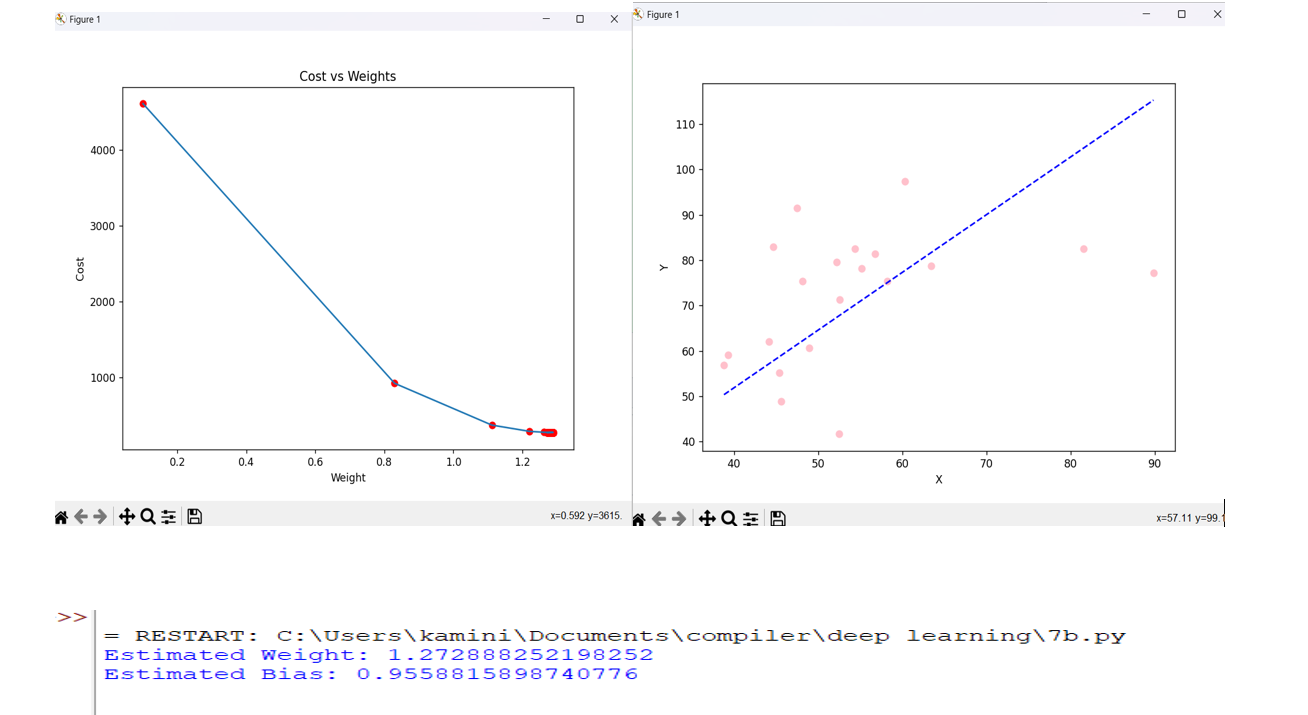 Figure 1
Cost vs Weights
4000
3000
2000
1000
Cost
0.2 0.4 0.6 0.8 1.0 1.2
Weight
x=0.592 y=3615.
Figure 1
110
100
90
80
70
60
50
40
Y
40 50 60 70 80 90
X
x=57.11 y=99.1
>>
= RESTART: C:\Users\kamini\Documents\compiler\deep learning\7b.py
Estimated Weight: 1.272888252198252
Estimated Bias: 0.9558815898740776